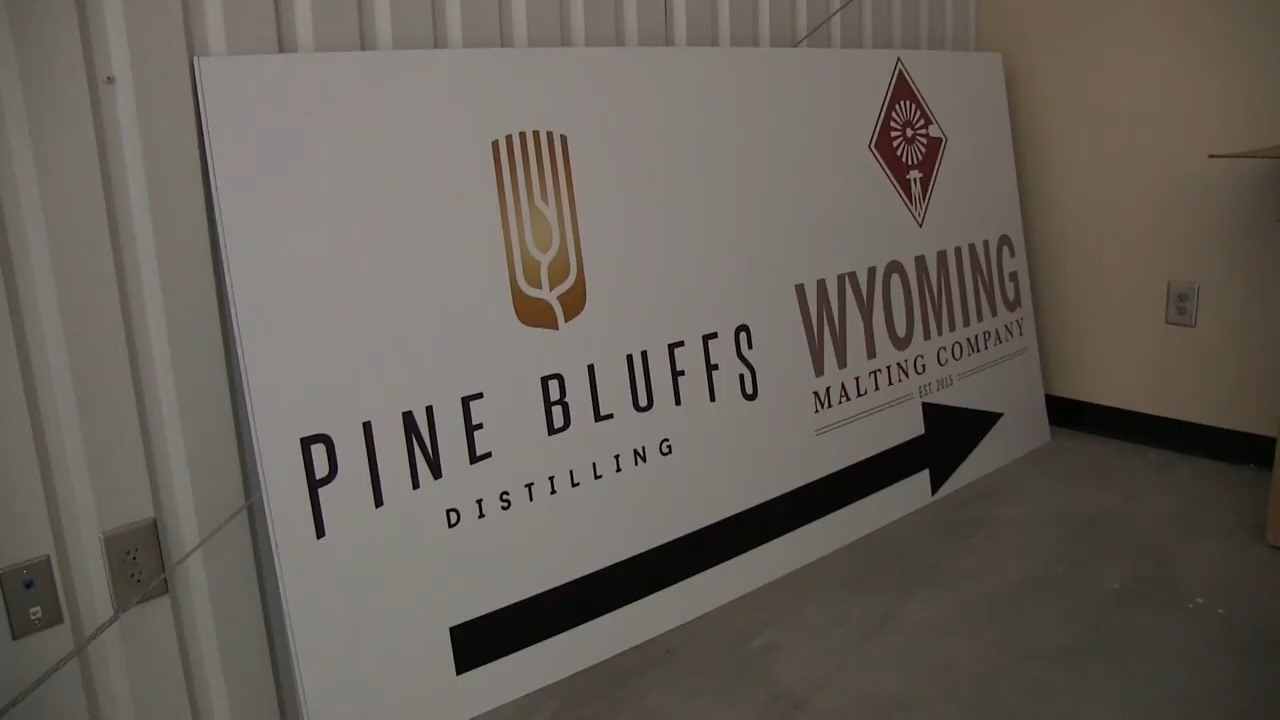 PINE BLUFFS
DISTILLING
M
WYOMING
MALTING COMPANY
EST. 2015